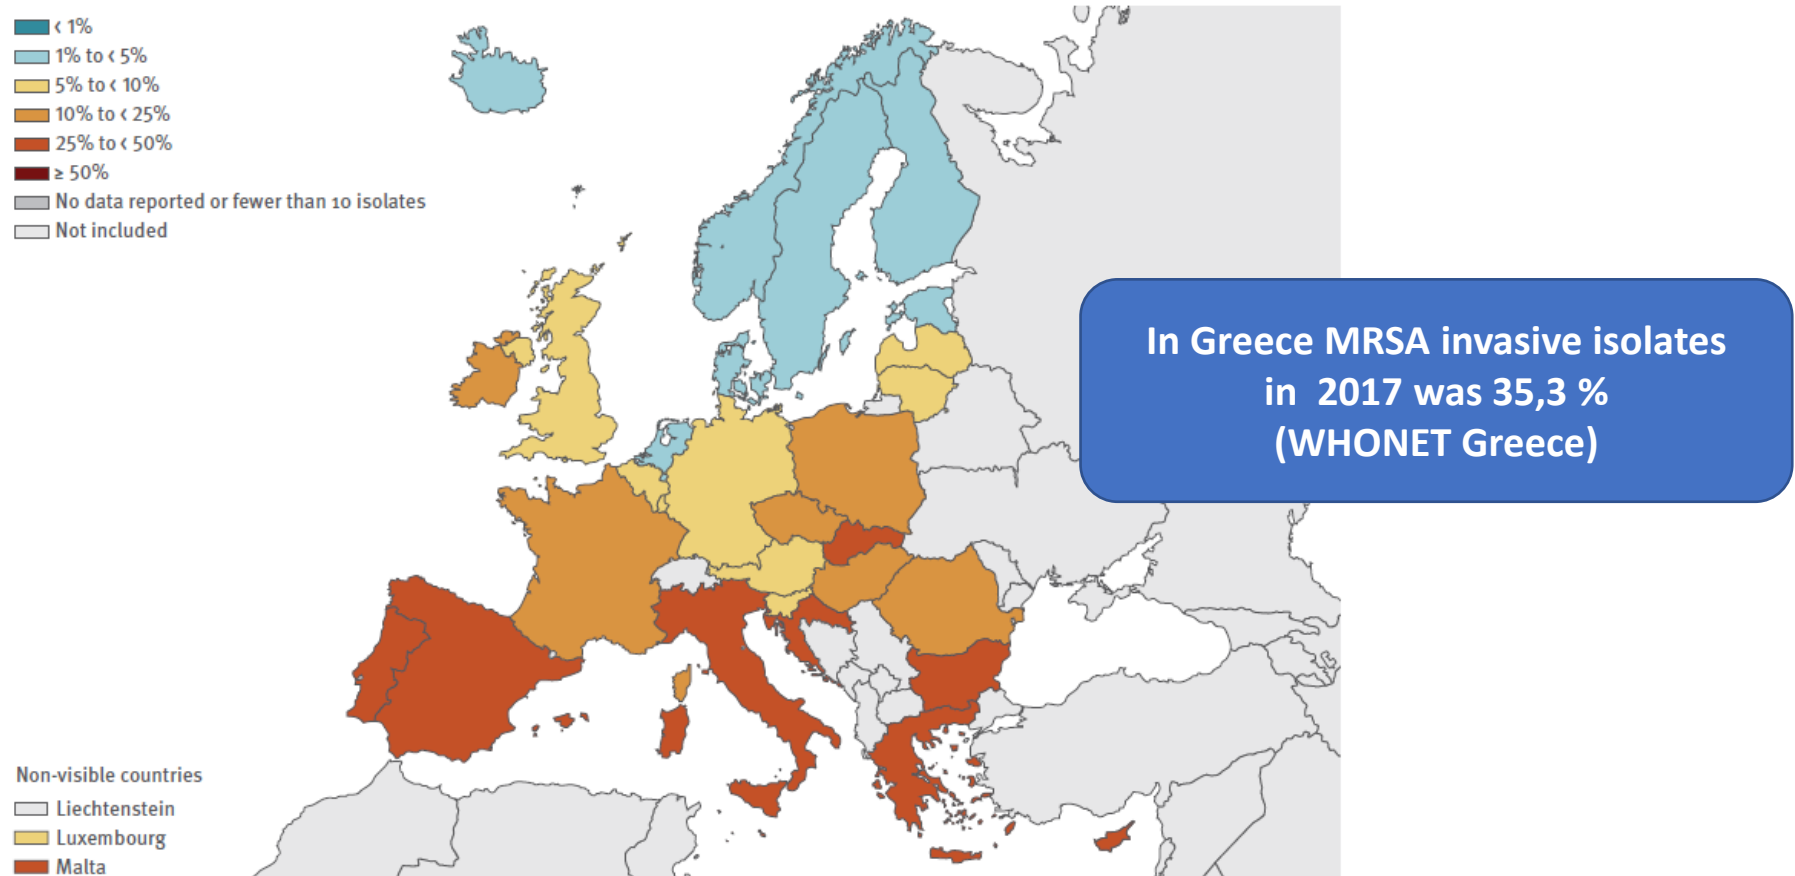 < 1%
1% to < 5%
5% to < 10%
10% to < 25%
25% to < 50%
≥ 50%
No data reported or fewer than 10 isolates
Not included
In Greece MRSA invasive isolates
in 2017 was 35,3 %
(WHONET Greece)
Non-visible countries
Liechtenstein
Luxembourg
Malta